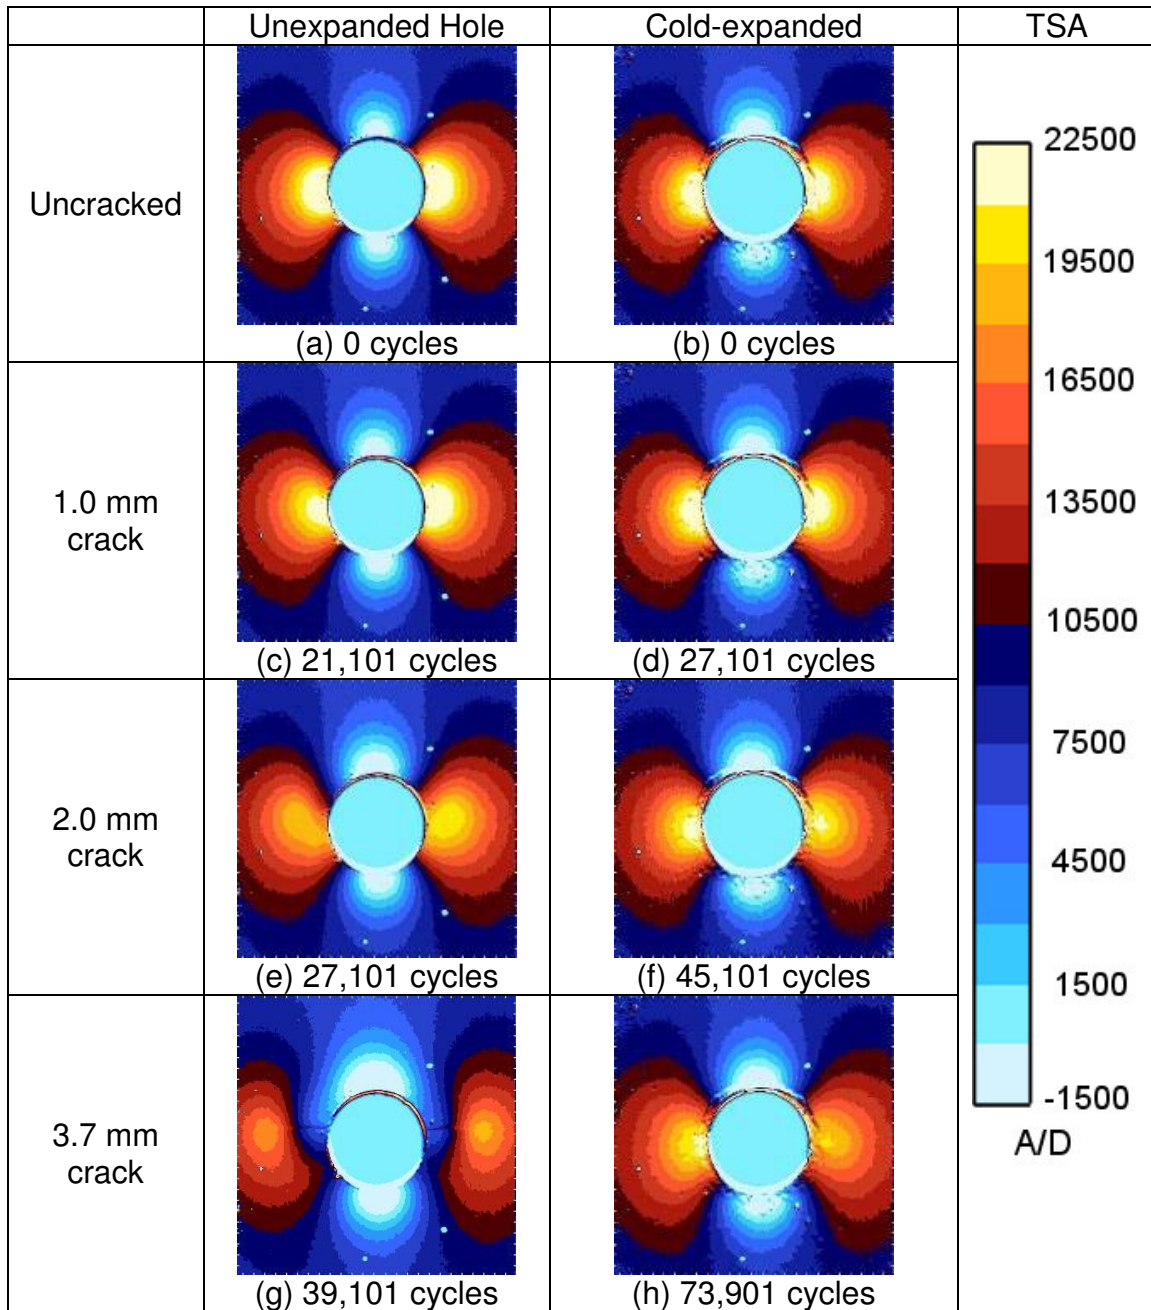 Unexpanded Hole
Cold-expanded
TSA
Uncracked
(a) 0 cycles
(b) 0 cycles
1.0 mm
crack
(c) 21,101 cycles
(d) 27,101 cycles
2.0 mm
crack
(e) 27,101 cycles
(f) 45,101 cycles
3.7 mm
crack
(g) 39,101 cycles
(h) 73,901 cycles
22500
19500
16500
13500
10500
7500
4500
1500
-1500
A/D